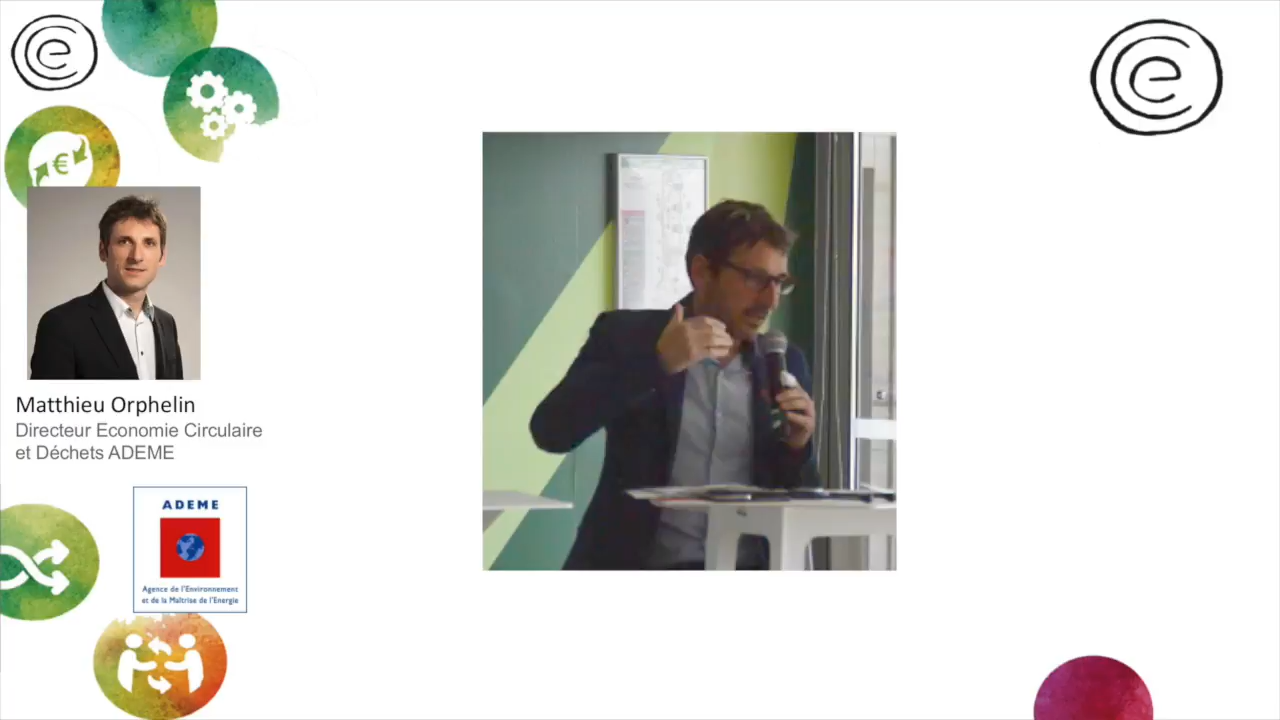 e
e
€
Matthieu Orphelin
Directeur Economie Circulaire
et Déchets ADEME
ADEME
Agence de l'Environnement
et de la Maîtrise de l'Energie